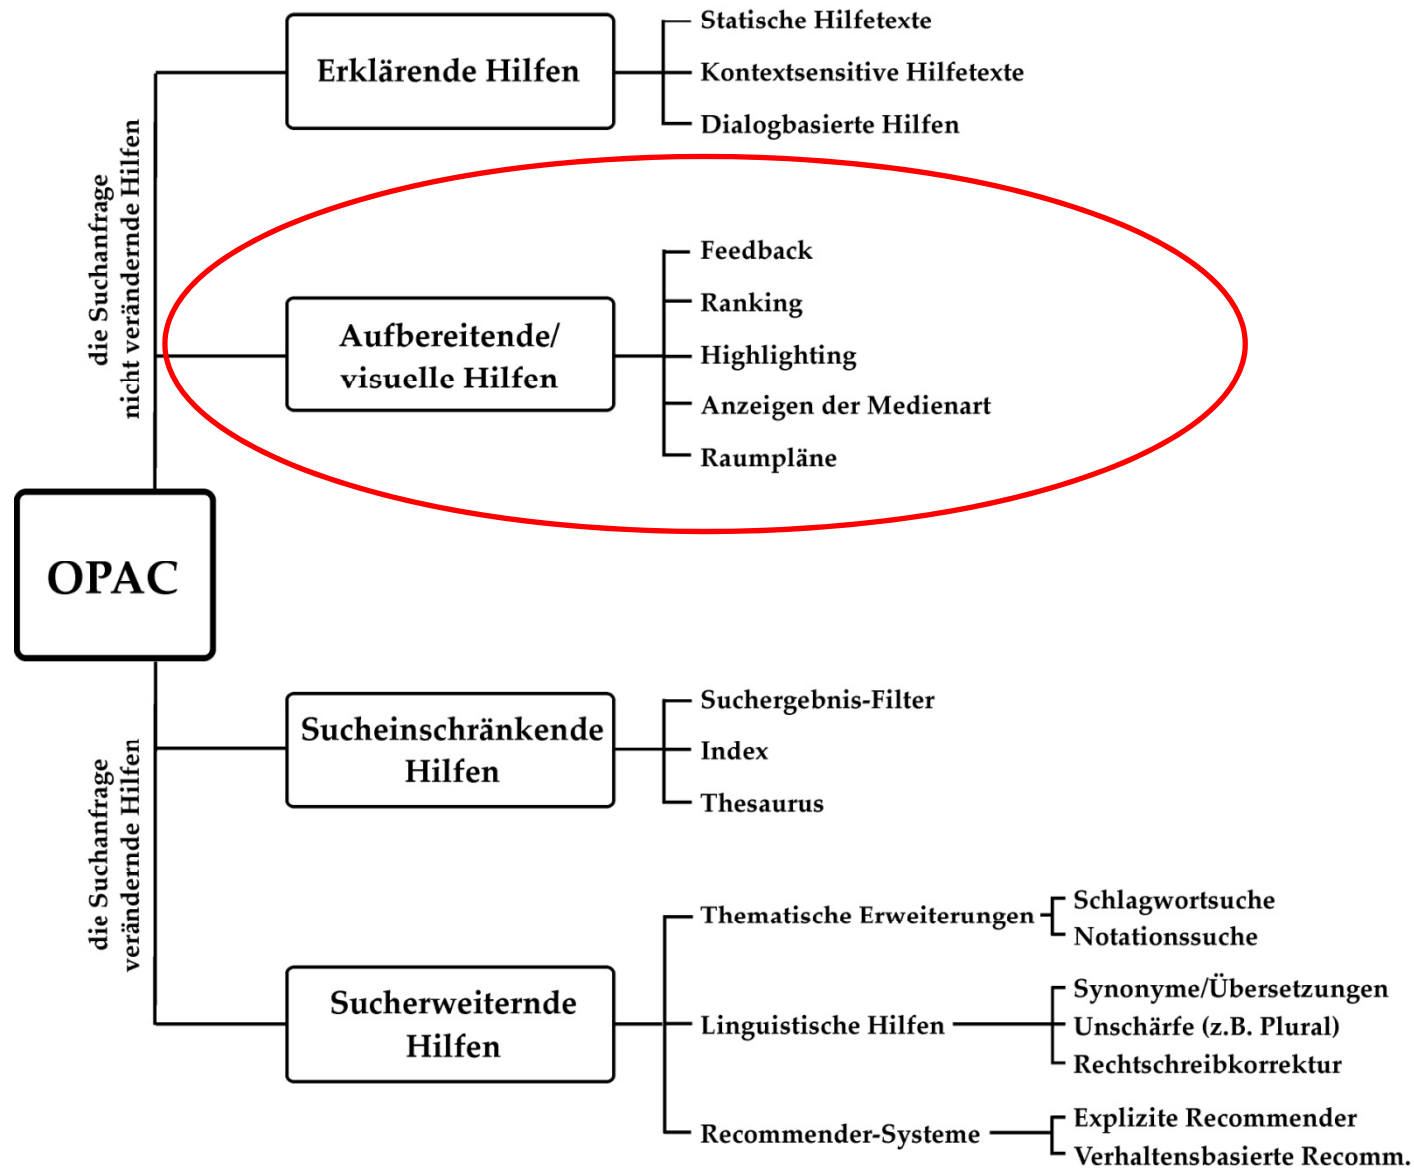 Erklärende Hilfen
Statische Hilfetexte
Kontextsensitive Hilfetexte
Dialogbasierte Hilfen
die Suchanfrage
nicht verändernde Hilfen
Aufbereitende/
visuelle Hilfen
Feedback
Ranking
Highlighting
Anzeigen der Medienart
Raumpläne
OPAC
die Suchanfrage
verändernde Hilfen
Sucheinschränkende
Hilfen
Suchergebnis-Filter
Index
Thesaurus
Sucherweiternde
Hilfen
Thematische Erweiterungen
Schlagwortsuche
Notationssuche
Linguistische Hilfen
Synonyme/Übersetzungen
Unschärfe (z.B. Plural)
Rechtschreibkorrektur
Recommender-Systeme
Explizite Recommender
Verhaltensbasierte Recomm.